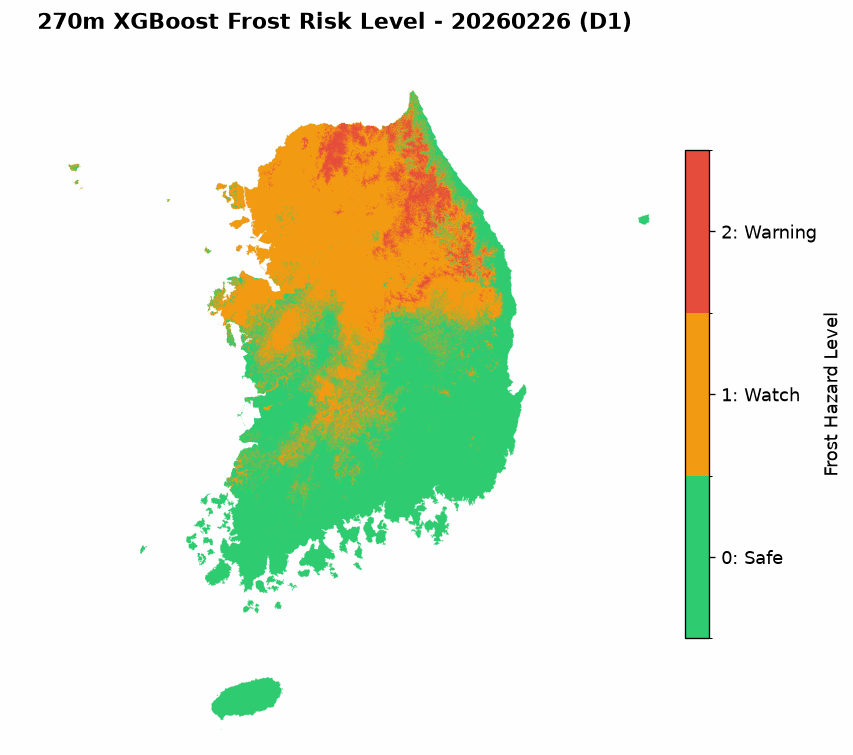 270m XGBoost Frost Risk Level - 20260226 (D1)
2: Warning
1: Watch
0: Safe
Frost Hazard Level